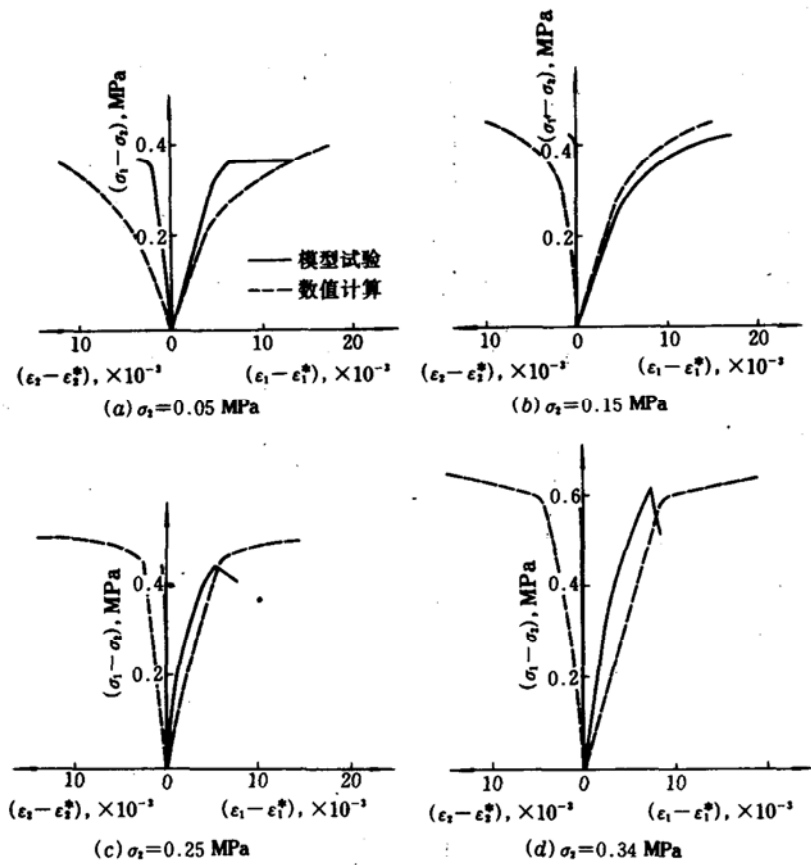 (σ₁−σ₂), MPa
0.4
0.2
模型试验
数值计算
10 0 10 20
(ε₂−ε₂*), ×10⁻³ (ε₁−ε₁*), ×10⁻³
(a) σ₂=0.05 MPa
(σ₁−σ₂), MPa
0.4
0.2
10 0 10 20
(ε₂−ε₂*), ×10⁻³ (ε₁−ε₁*), ×10⁻³
(b) σ₂=0.15 MPa
(σ₁−σ₂), MPa
0.4
0.2
10 0 10 20
(ε₂−ε₂*), ×10⁻³ (ε₁−ε₁*), ×10⁻³
(c) σ₂=0.25 MPa
0.6
(σ₁−σ₂), MPa
0.4
0.2
10 0 10
(ε₂−ε₂*), ×10⁻³ (ε₁−ε₁*), ×10⁻³
(d) σ₂=0.34 MPa